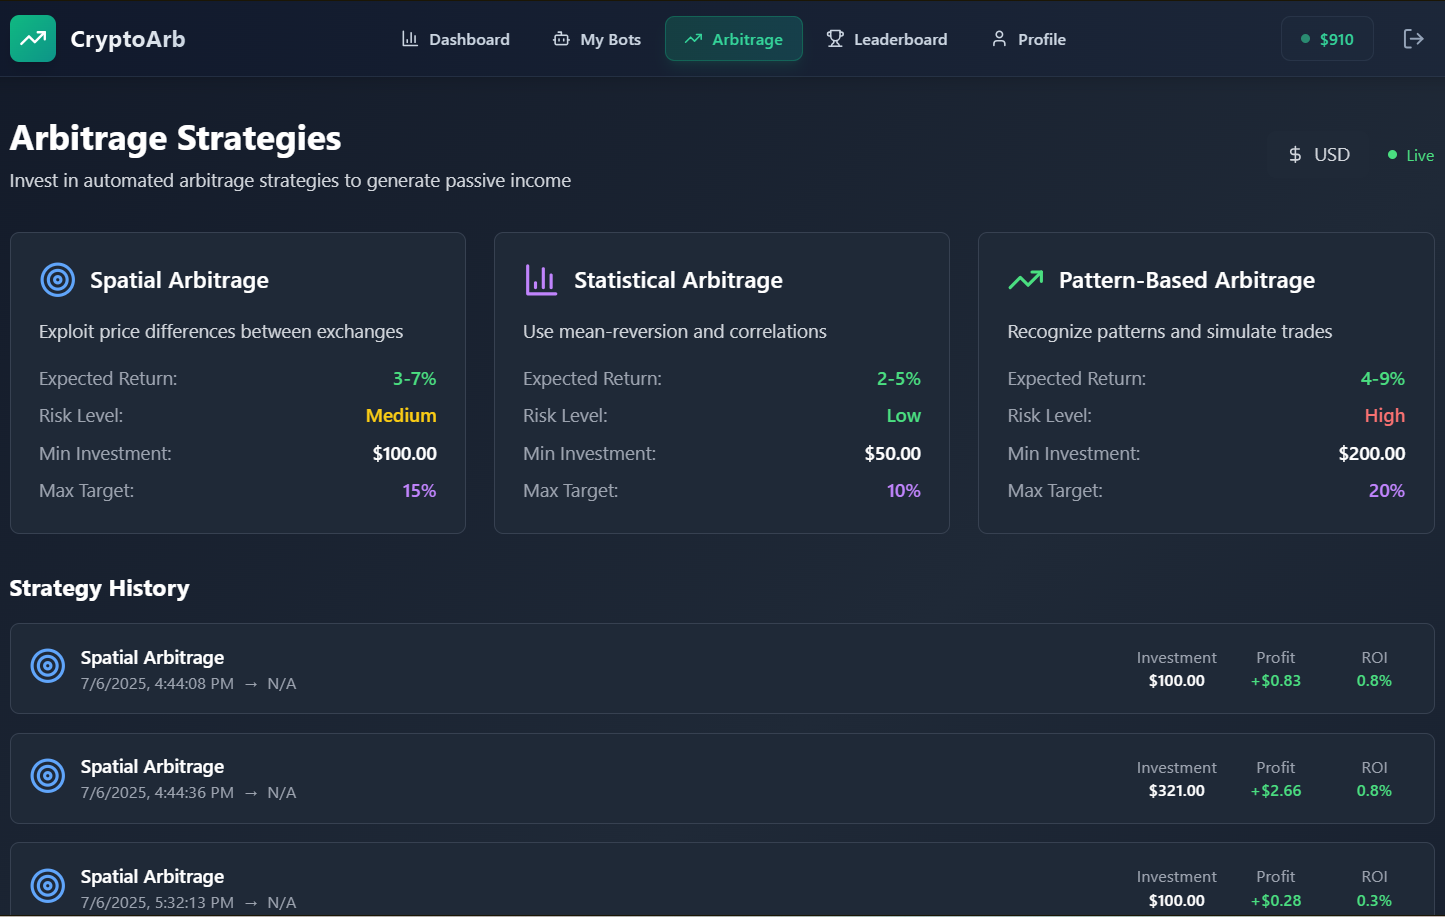 CryptoArb
Dashboard
My Bots
Arbitrage
Leaderboard
Profile
$910
Arbitrage Strategies
Invest in automated arbitrage strategies to generate passive income
$ USD
Live
Spatial Arbitrage
Exploit price differences between exchanges
Expected Return: 3-7%
Risk Level: Medium
Min Investment: $100.00
Max Target: 15%
Statistical Arbitrage
Use mean-reversion and correlations
Expected Return: 2-5%
Risk Level: Low
Min Investment: $50.00
Max Target: 10%
Pattern-Based Arbitrage
Recognize patterns and simulate trades
Expected Return: 4-9%
Risk Level: High
Min Investment: $200.00
Max Target: 20%
Strategy History
Spatial Arbitrage
7/6/2025, 4:44:08 PM → N/A
Investment Profit ROI
$100.00 +$0.83 0.8%
Spatial Arbitrage
7/6/2025, 4:44:36 PM → N/A
Investment Profit ROI
$321.00 +$2.66 0.8%
Spatial Arbitrage
7/6/2025, 5:32:13 PM → N/A
Investment Profit ROI
$100.00 +$0.28 0.3%